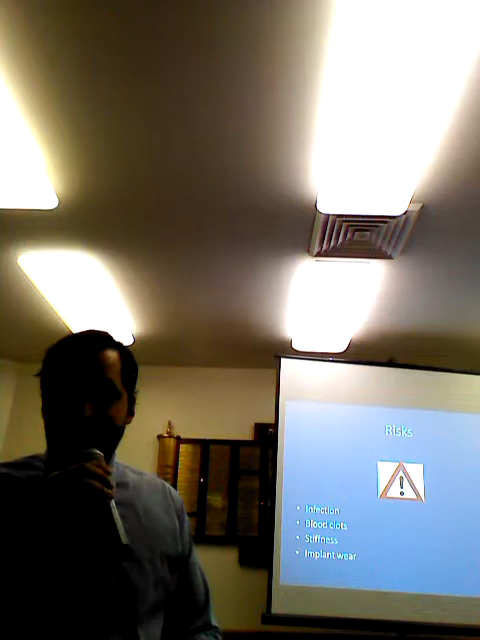 Risks
• Infection
• Blood clots
• Stiffness
• Implant wear